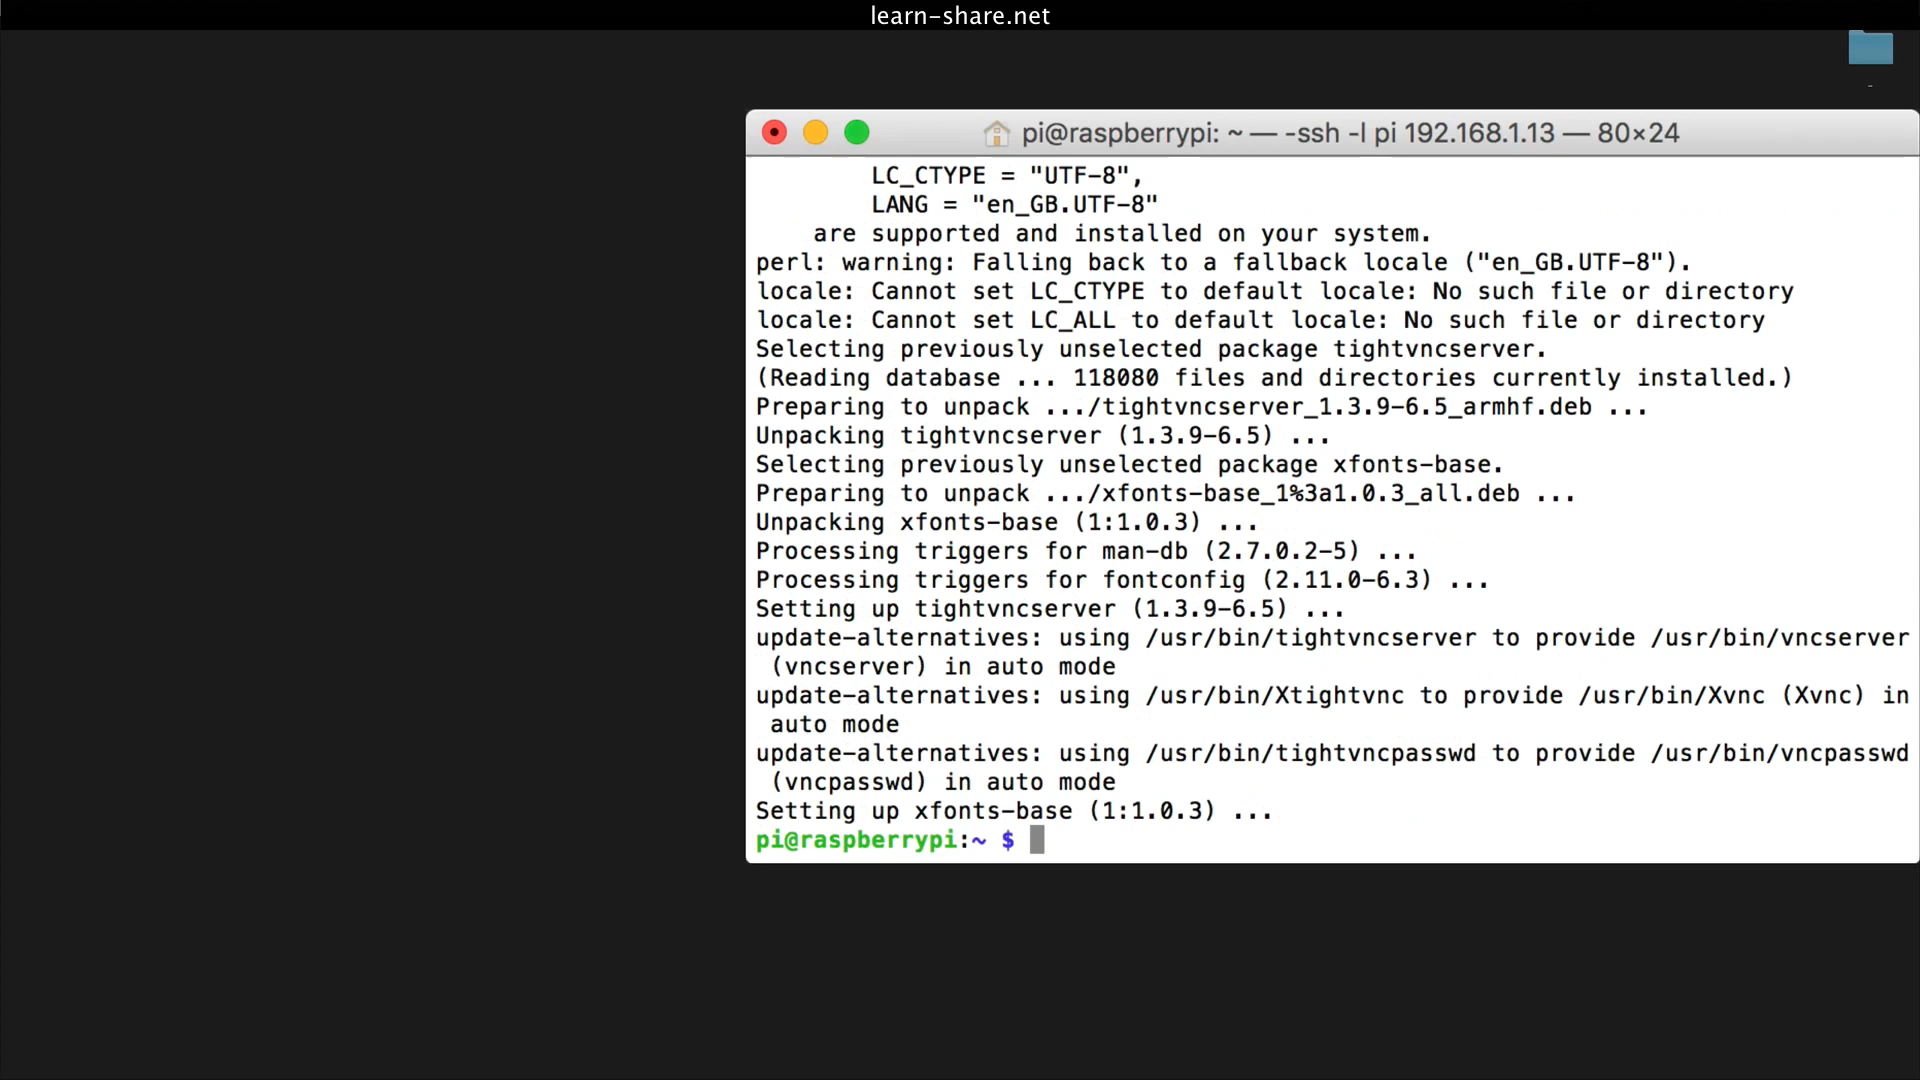 learn-share.net
pi@raspberrypi: ~ — -ssh -l pi 192.168.1.13 — 80×24
LC_CTYPE = "UTF-8",
LANG = "en_GB.UTF-8"
are supported and installed on your system.
perl: warning: Falling back to a fallback locale ("en_GB.UTF-8").
locale: Cannot set LC_CTYPE to default locale: No such file or directory
locale: Cannot set LC_ALL to default locale: No such file or directory
Selecting previously unselected package tightvncserver.
(Reading database ... 118080 files and directories currently installed.)
Preparing to unpack .../tightvncserver_1.3.9-6.5_armhf.deb ...
Unpacking tightvncserver (1.3.9-6.5) ...
Selecting previously unselected package xfonts-base.
Preparing to unpack .../xfonts-base_1%3a1.0.3_all.deb ...
Unpacking xfonts-base (1:1.0.3) ...
Processing triggers for man-db (2.7.0.2-5) ...
Processing triggers for fontconfig (2.11.0-6.3) ...
Setting up tightvncserver (1.3.9-6.5) ...
update-alternatives: using /usr/bin/tightvncserver to provide /usr/bin/vncserver
(vncserver) in auto mode
update-alternatives: using /usr/bin/Xtightvnc to provide /usr/bin/Xvnc (Xvnc) in
auto mode
update-alternatives: using /usr/bin/tightvncpasswd to provide /usr/bin/vncpasswd
(vncpasswd) in auto mode
Setting up xfonts-base (1:1.0.3) ...
pi@raspberrypi:~ $